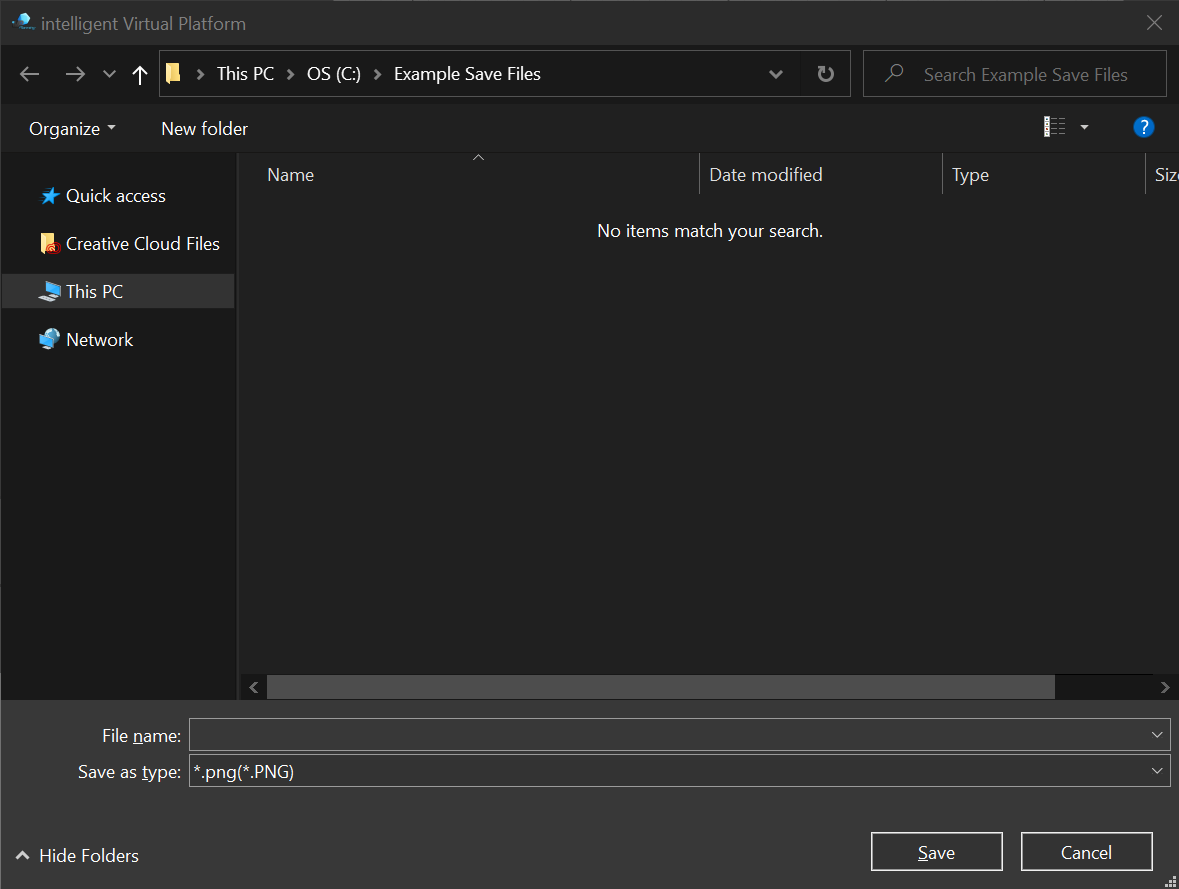 intelligent Virtual Platform
This PC OS (C:) Example Save Files
Search Example Save Files
Organize New folder
?
Name Date modified Type Siz
Quick access
Creative Cloud Files
This PC
Network
No items match your search.
File name:
Save as type: *.png(*.PNG)
Hide Folders
Save Cancel